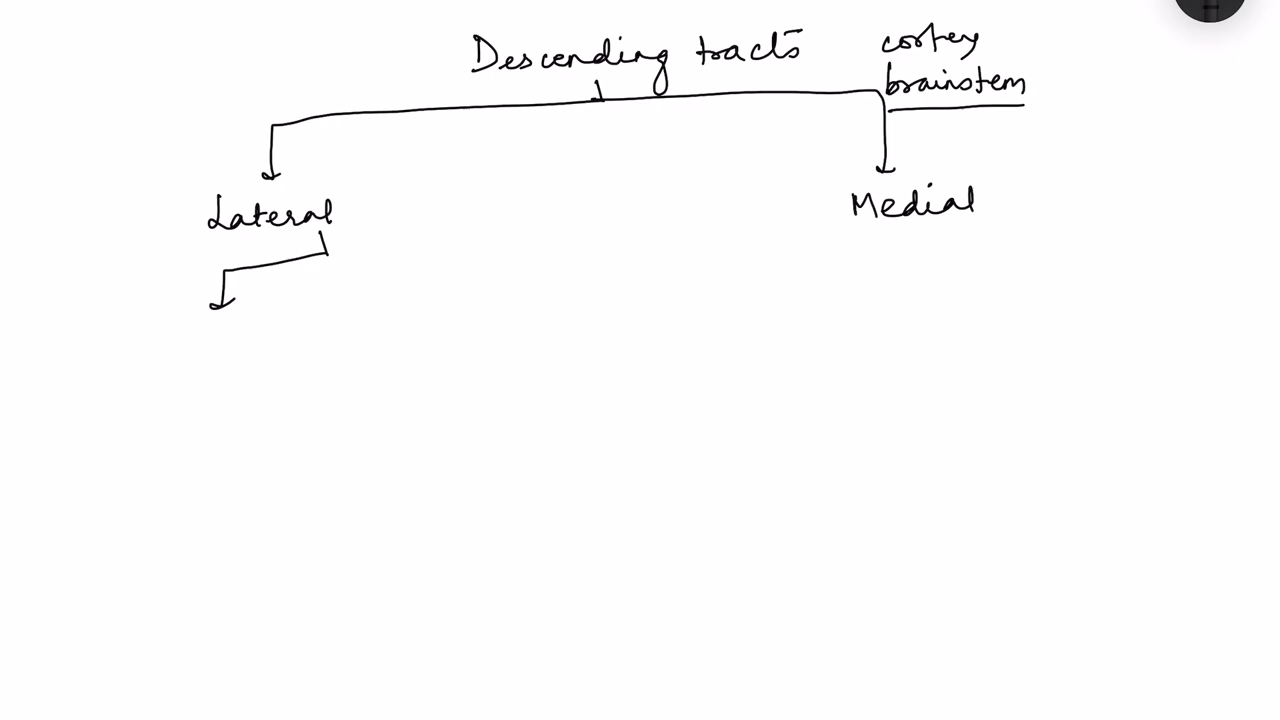 Descending tracts
cortex
brainstem
Lateral
Medial